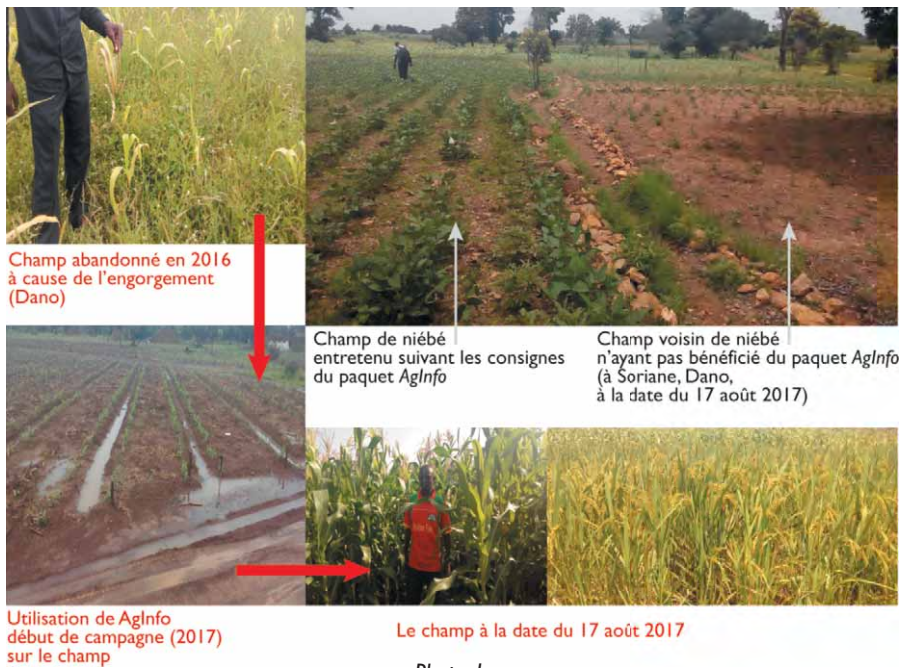 Champ abandonné en 2016
à cause de l'engorgement
(Dano)
Champ de niébé
entretenu suivant les consignes
du paquet AgInfo
Champ voisin de niébé
n'ayant pas bénéficié du paquet AgInfo
(à Soriane, Dano,
à la date du 17 août 2017)
Utilisation de AgInfo
début de campagne (2017)
sur le champ
Le champ à la date du 17 août 2017